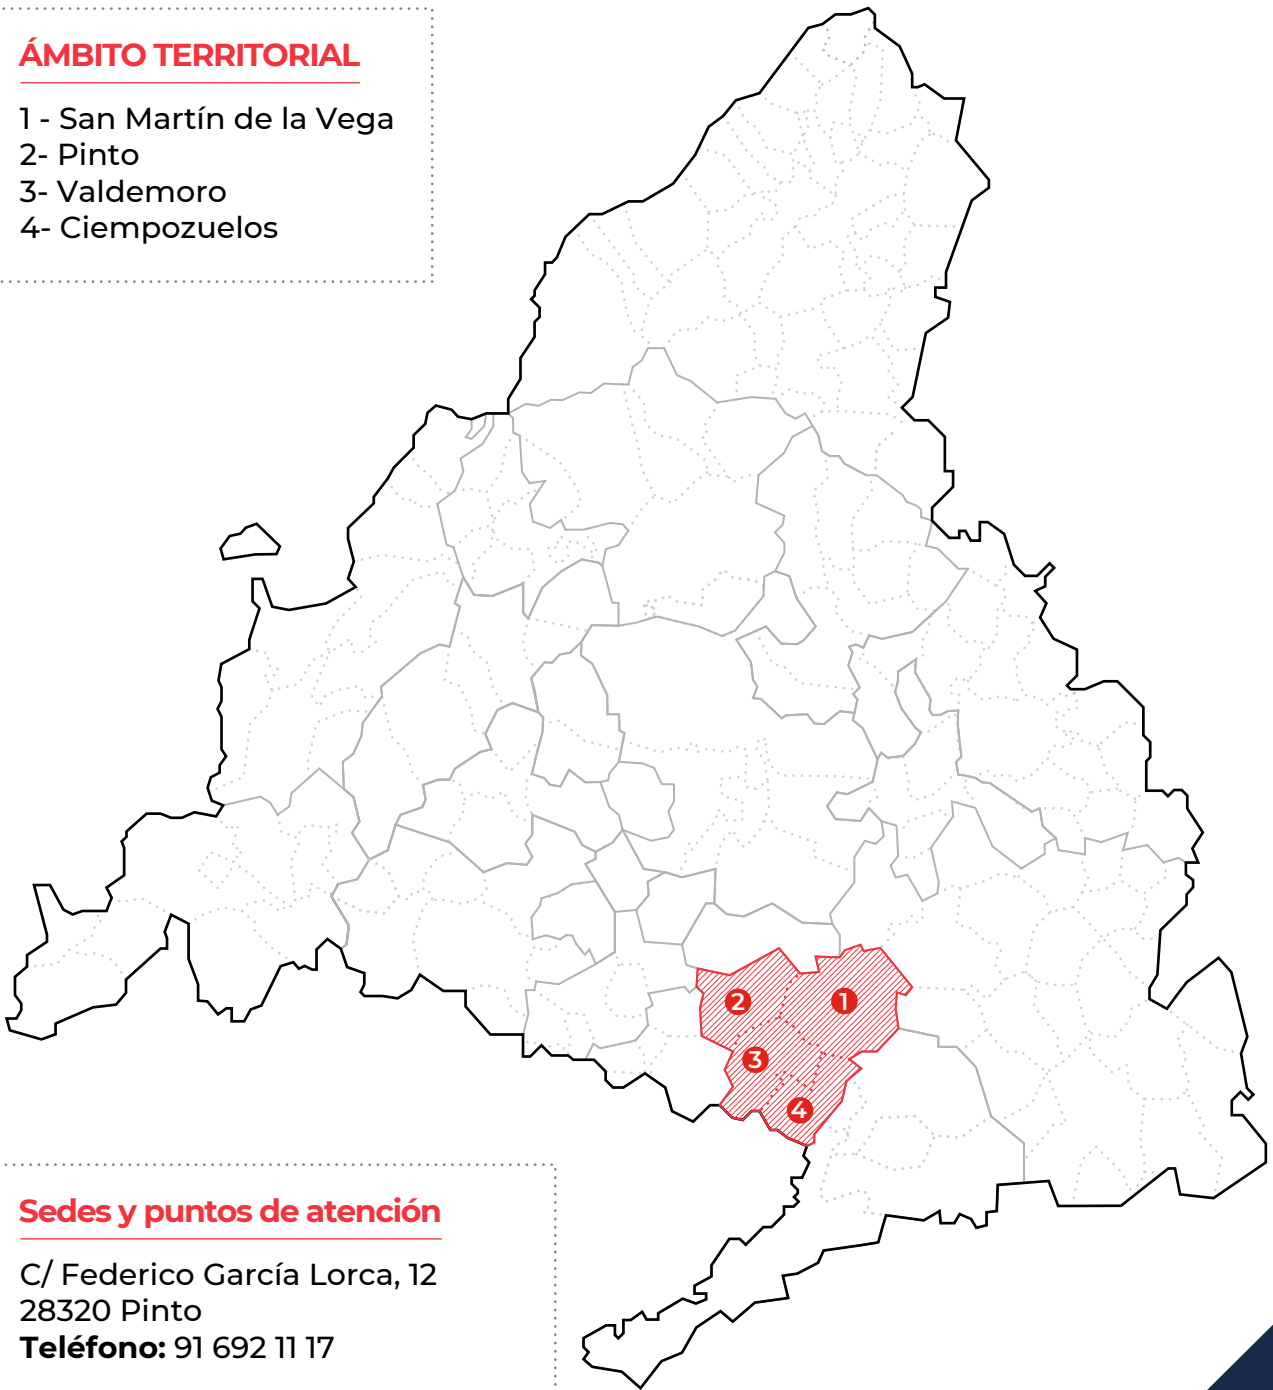 ÁMBITO TERRITORIAL
1 - San Martín de la Vega
2- Pinto
3- Valdemoro
4- Ciempozuelos
2
1
3
4
Sedes y puntos de atención
C/ Federico García Lorca, 12
28320 Pinto
Teléfono: 91 692 11 17